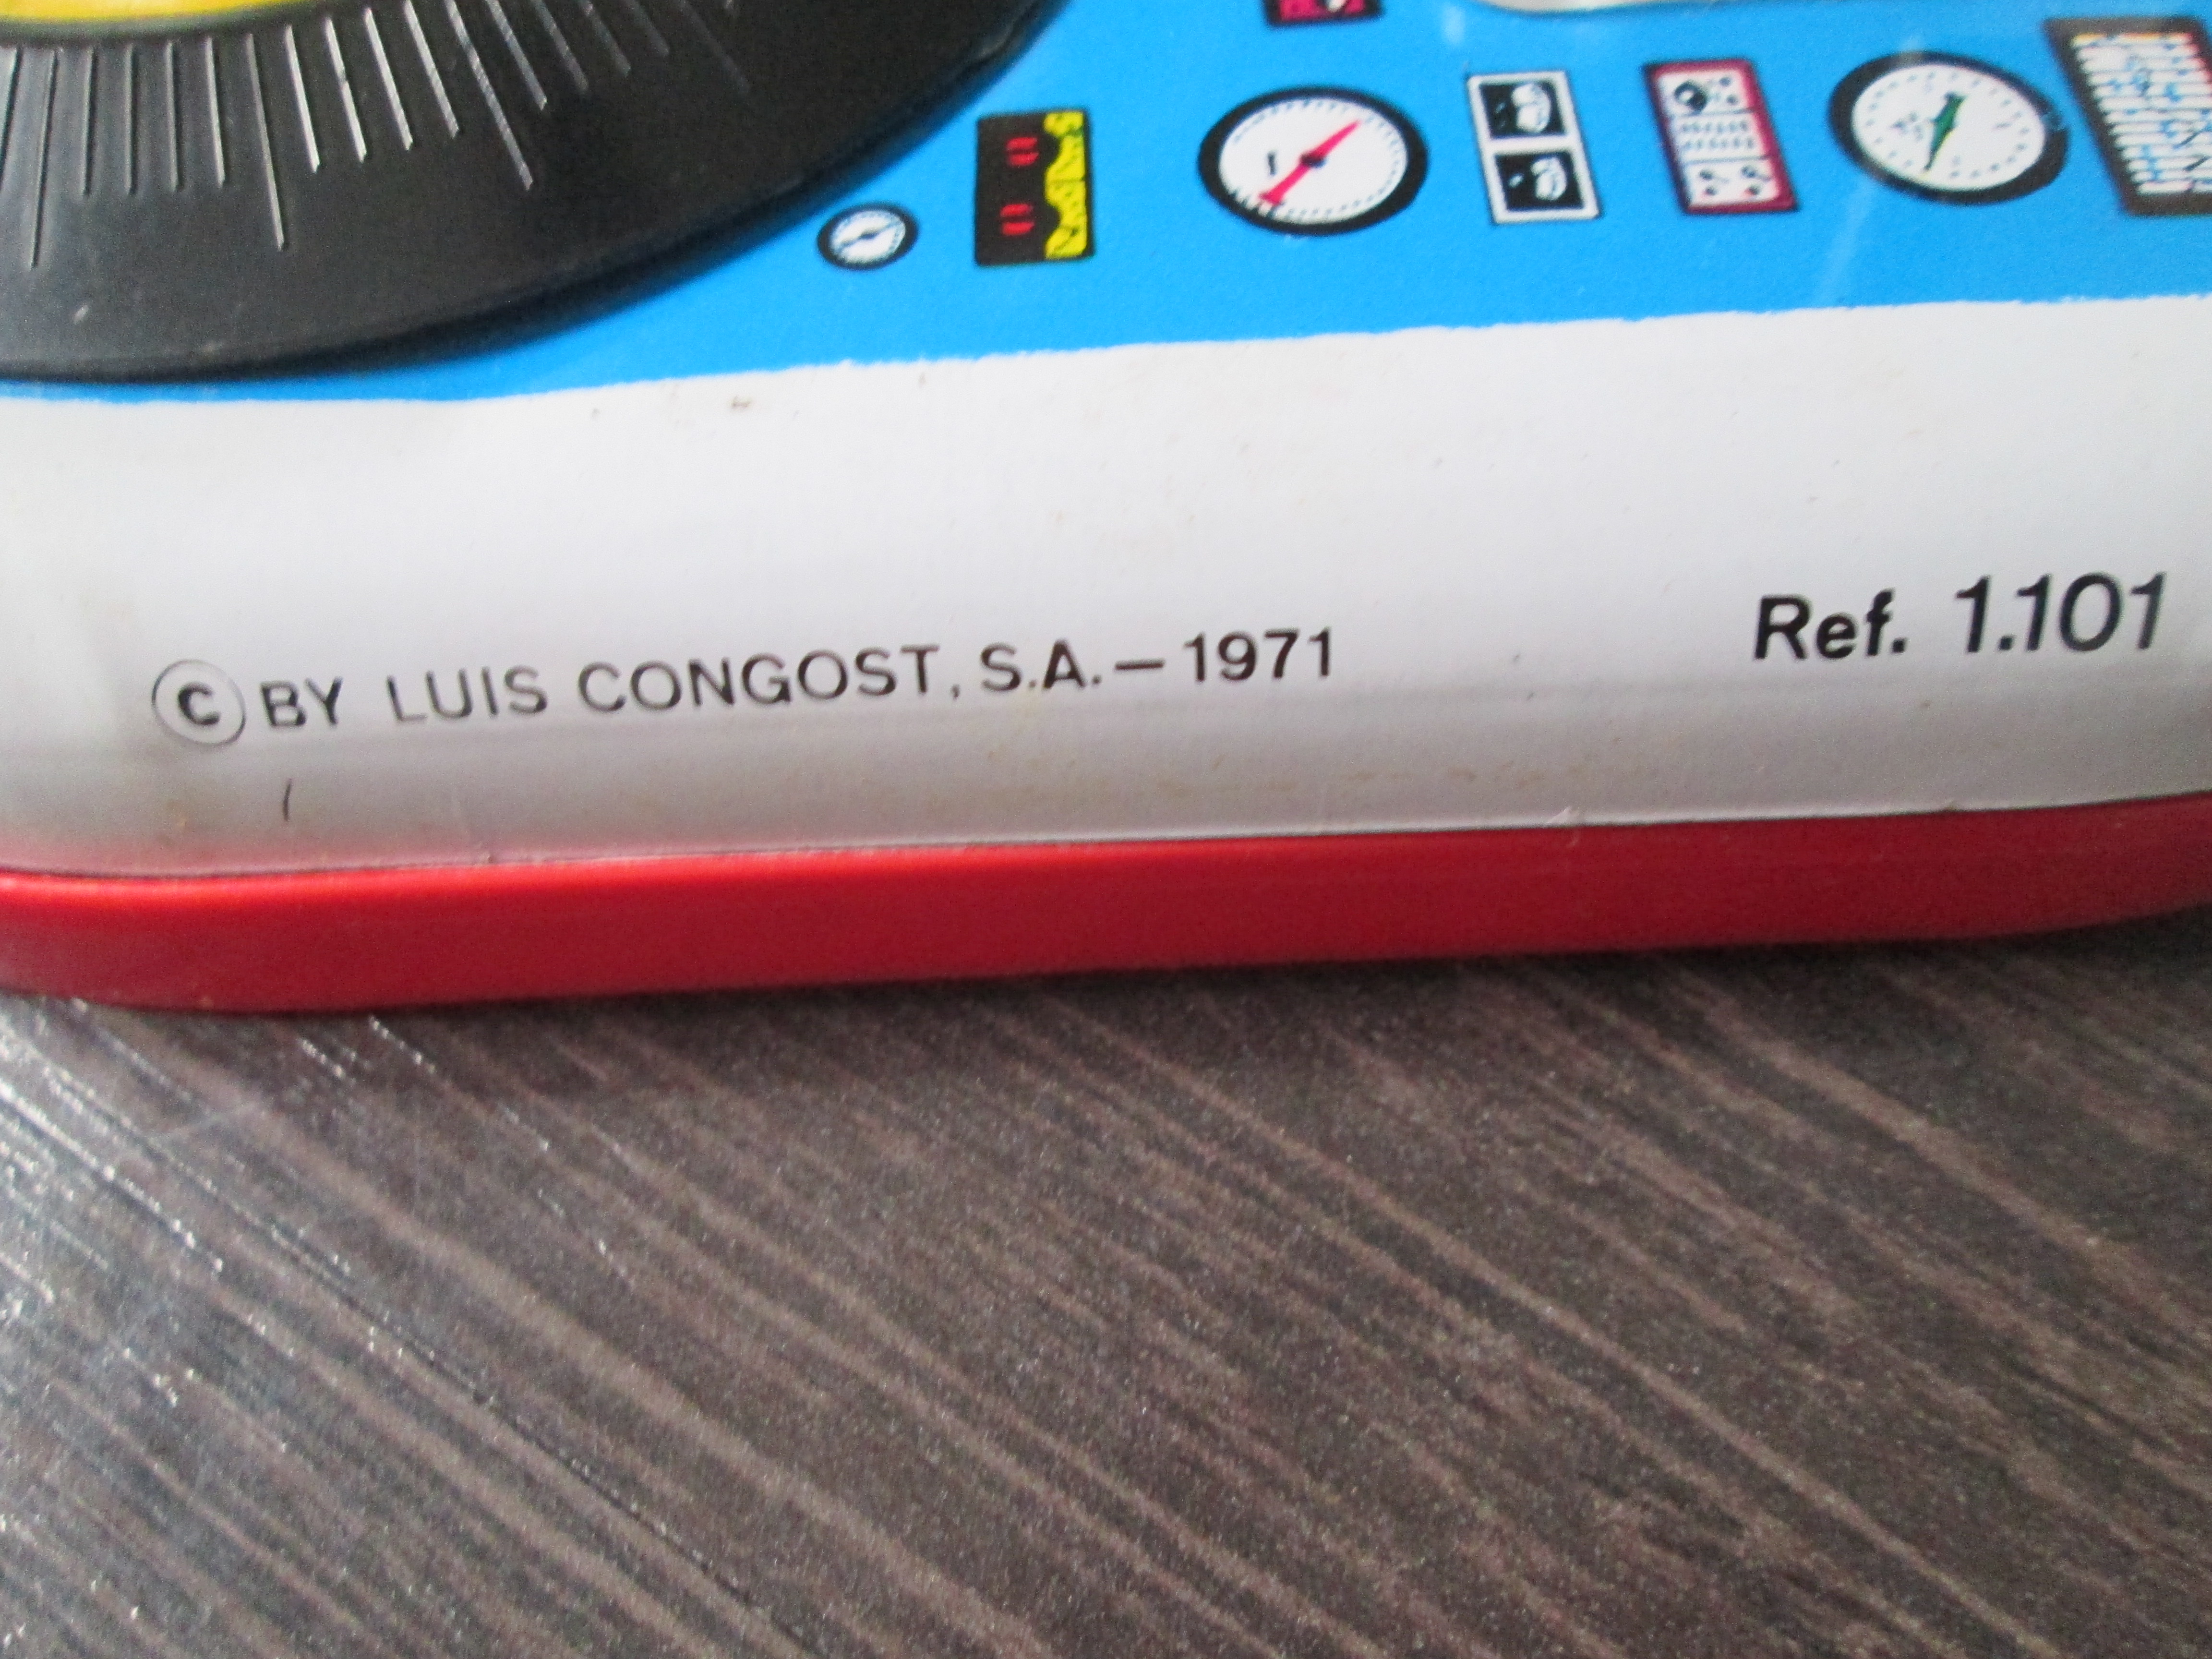 © BY LUIS CONGOST, S.A. – 1971
Ref. 1.101